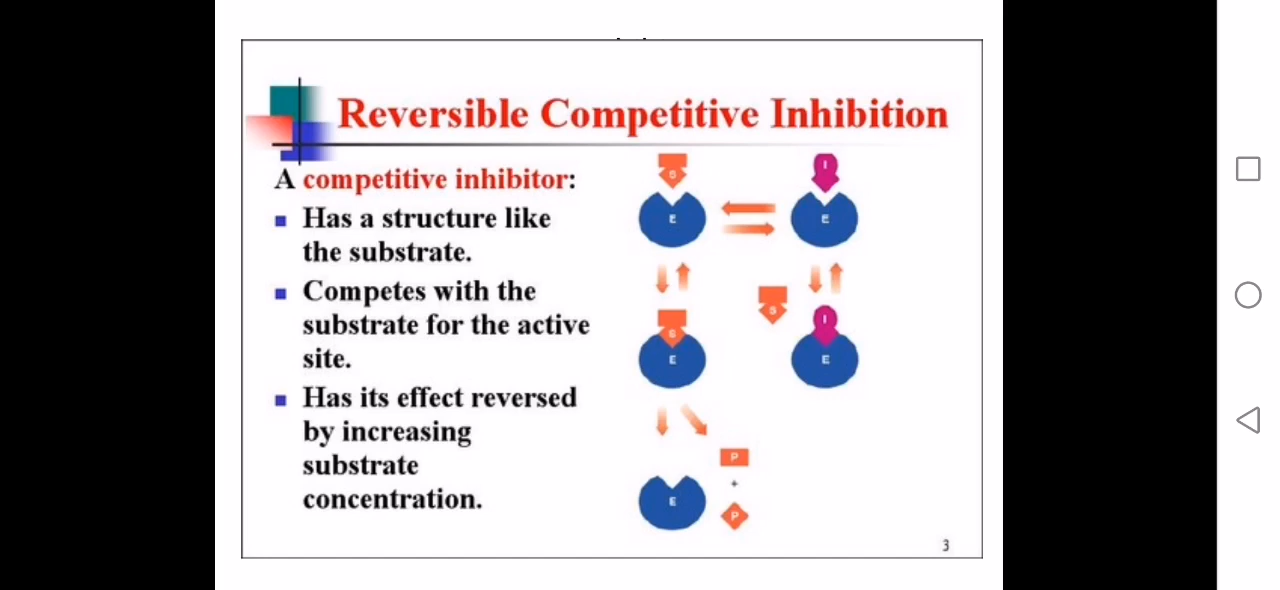 Reversible Competitive Inhibition
A competitive inhibitor:
Has a structure like
the substrate.
Competes with the
substrate for the active
site.
Has its effect reversed
by increasing
substrate
concentration.
S
I
E
E
S
S
I
E
E
P
+
E
P
3